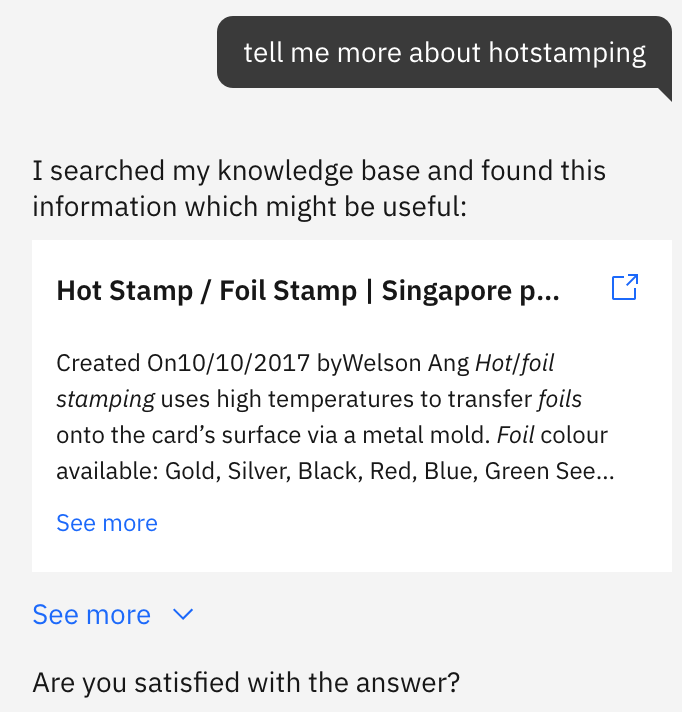 tell me more about hotstamping
I searched my knowledge base and found this
information which might be useful:
Hot Stamp / Foil Stamp | Singapore p...
Created On10/10/2017 byWelson Ang Hot/foil
stamping uses high temperatures to transfer foils
onto the card’s surface via a metal mold. Foil colour
available: Gold, Silver, Black, Red, Blue, Green See...
See more
See more
Are you satisfied with the answer?